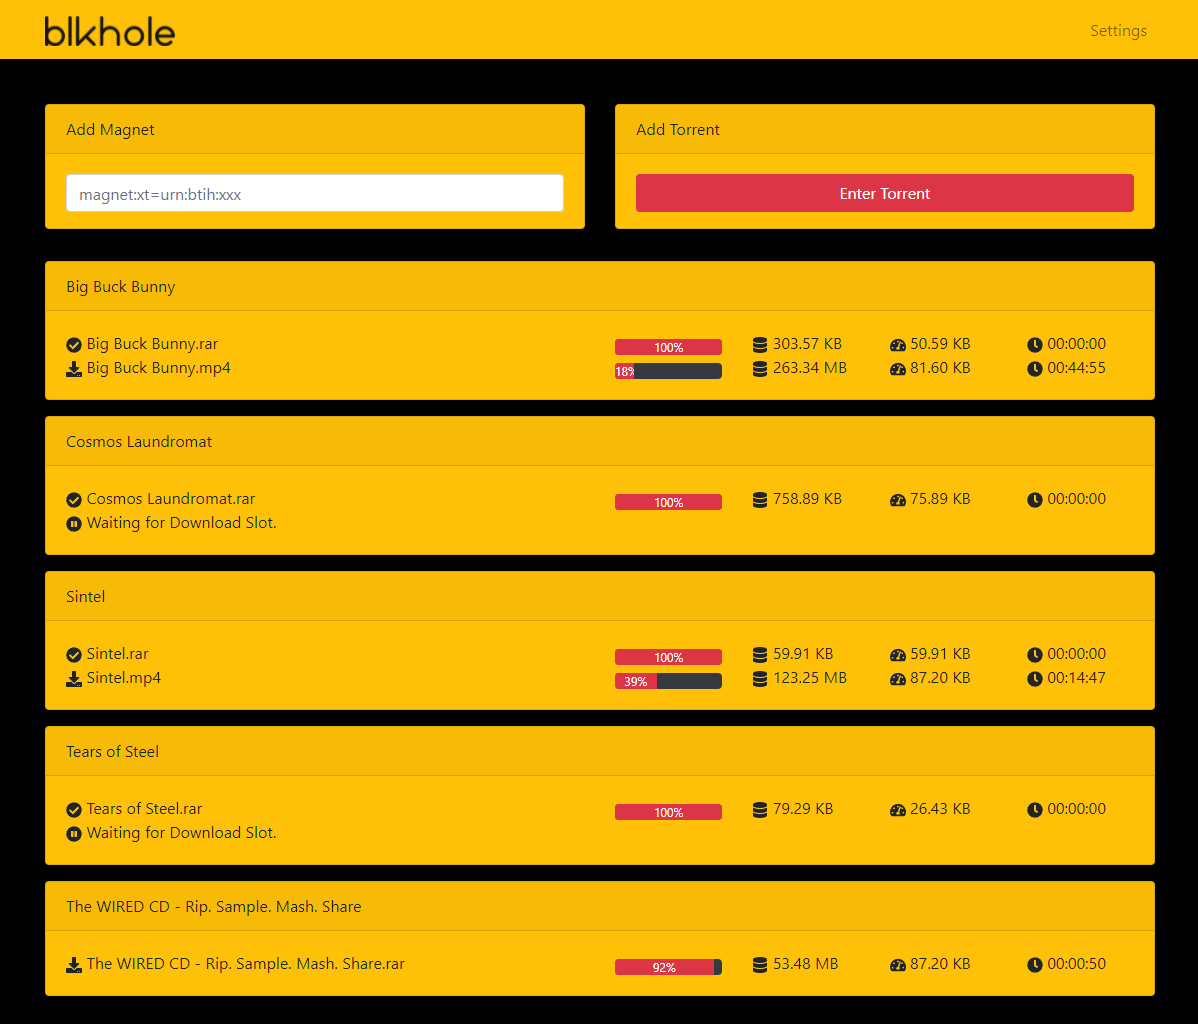 blkhole
Settings
Add Magnet
magnet:xt=urn:btih:xxx
Add Torrent
Enter Torrent
Big Buck Bunny
Big Buck Bunny.rar 100% 303.57 KB 50.59 KB 00:00:00
Big Buck Bunny.mp4 18% 263.34 MB 81.60 KB 00:44:55
Cosmos Laundromat
Cosmos Laundromat.rar 100% 758.89 KB 75.89 KB 00:00:00
Waiting for Download Slot.
Sintel
Sintel.rar 100% 59.91 KB 59.91 KB 00:00:00
Sintel.mp4 39% 123.25 MB 87.20 KB 00:14:47
Tears of Steel
Tears of Steel.rar 100% 79.29 KB 26.43 KB 00:00:00
Waiting for Download Slot.
The WIRED CD - Rip. Sample. Mash. Share
The WIRED CD - Rip. Sample. Mash. Share.rar 92% 53.48 MB 87.20 KB 00:00:50